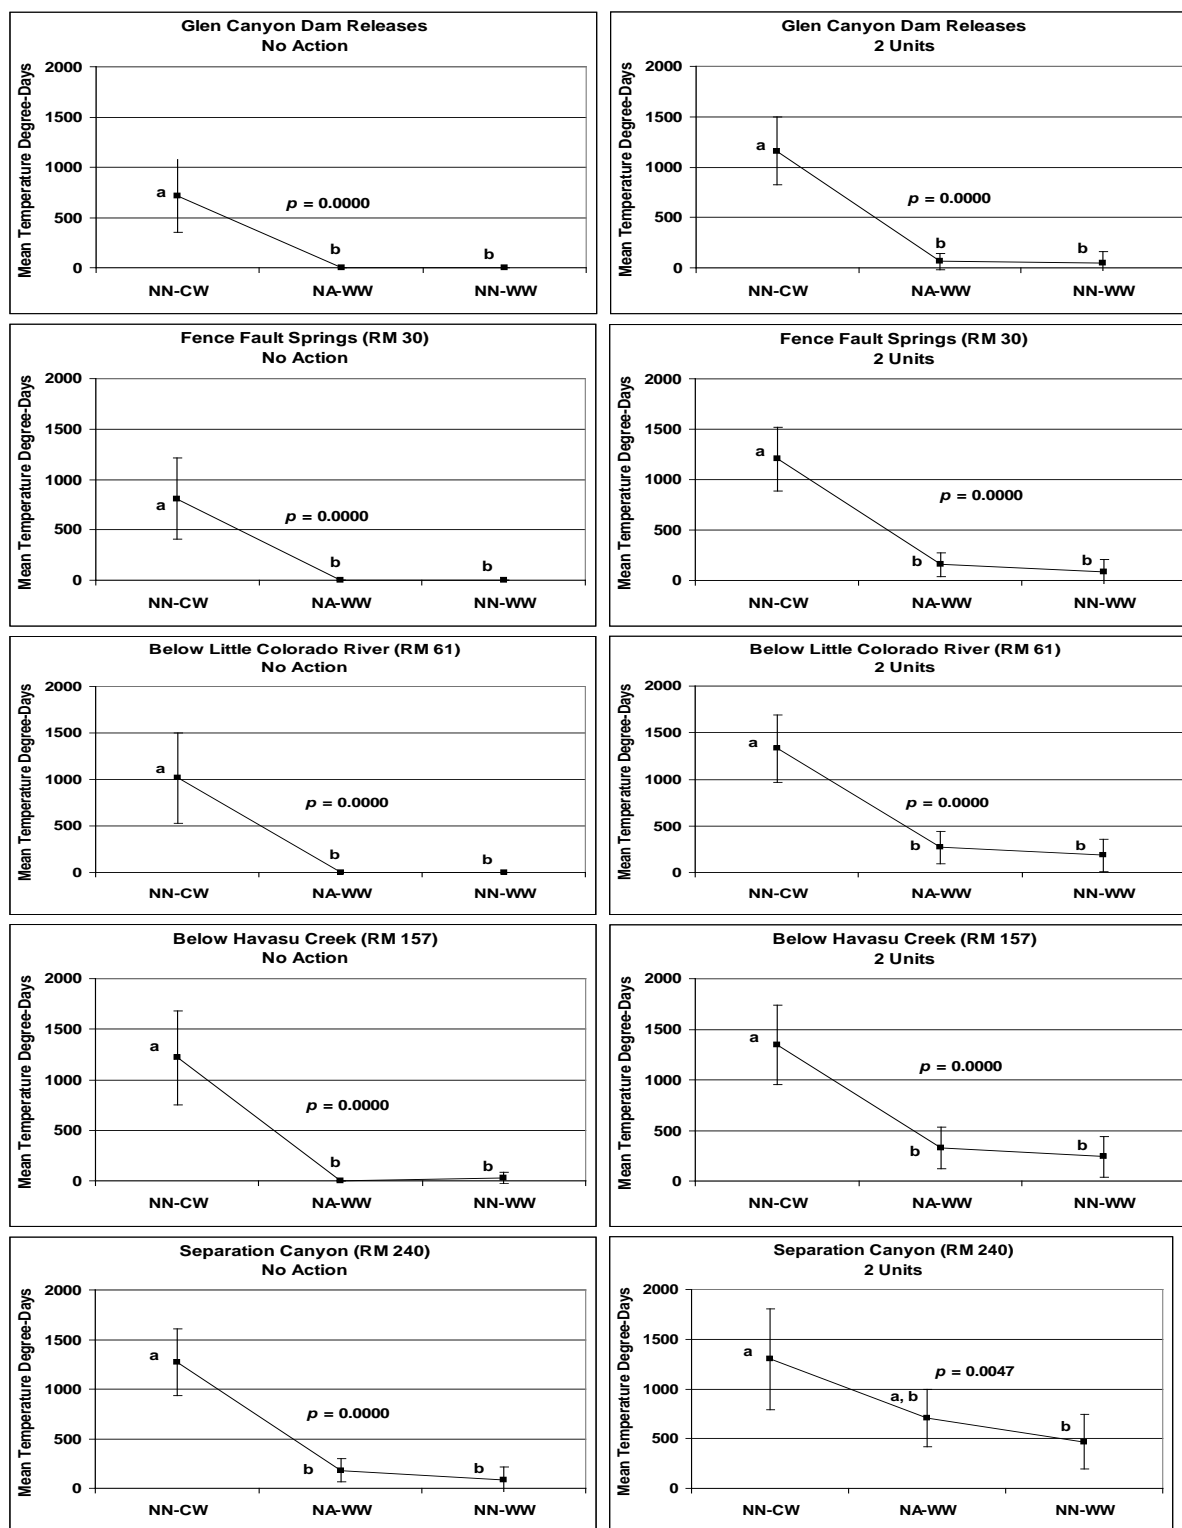 Glen Canyon Dam Releases
No Action
Mean Temperature Degree-Days
2000
1500
1000
500
0
a
p = 0.0000
b
b
NN-CW
NA-WW
NN-WW
Glen Canyon Dam Releases
2 Units
Mean Temperature Degree-Days
2000
1500
1000
500
0
a
p = 0.0000
b
b
NN-CW
NA-WW
NN-WW
Fence Fault Springs (RM 30)
No Action
Mean Temperature Degree-Days
2000
1500
1000
500
0
a
p = 0.0000
b
b
NN-CW
NA-WW
NN-WW
Fence Fault Springs (RM 30)
2 Units
Mean Temperature Degree-Days
2000
1500
1000
500
0
a
p = 0.0000
b
b
NN-CW
NA-WW
NN-WW
Below Little Colorado River (RM 61)
No Action
Mean Temperature Degree-Days
2000
1500
1000
500
0
a
p = 0.0000
b
b
NN-CW
NA-WW
NN-WW
Below Little Colorado River (RM 61)
2 Units
Mean Temperature Degree-Days
2000
1500
1000
500
0
a
p = 0.0000
b
b
NN-CW
NA-WW
NN-WW
Below Havasu Creek (RM 157)
No Action
Mean Temperature Degree-Days
2000
1500
1000
500
0
a
p = 0.0000
b
b
NN-CW
NA-WW
NN-WW
Below Havasu Creek (RM 157)
2 Units
Mean Temperature Degree-Days
2000
1500
1000
500
0
a
p = 0.0000
b
b
NN-CW
NA-WW
NN-WW
Separation Canyon (RM 240)
No Action
Mean Temperature Degree-Days
2000
1500
1000
500
0
a
p = 0.0000
b
b
NN-CW
NA-WW
NN-WW
Separation Canyon (RM 240)
2 Units
Mean Temperature Degree-Days
2000
1500
1000
500
0
a
p = 0.0047
a, b
b
NN-CW
NA-WW
NN-WW